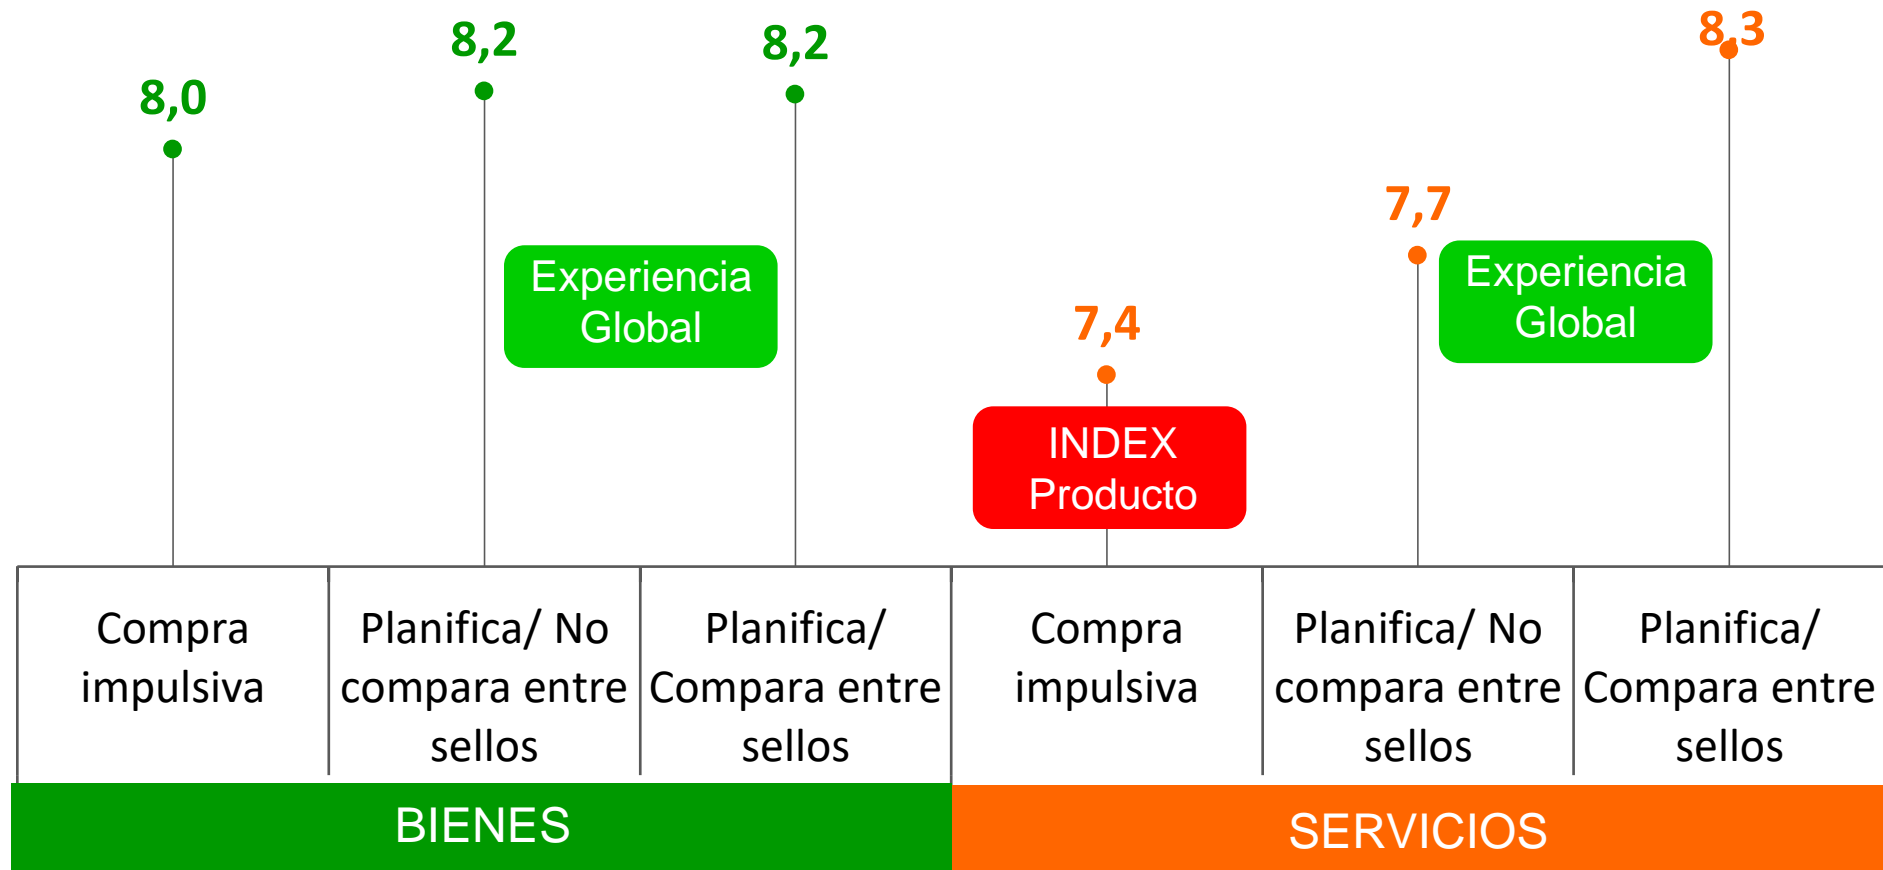 8,0
8,2
8,2
7,4
7,7
8,3
Experiencia
Global
INDEX
Producto
Experiencia
Global
Compra
impulsiva
Planifica/ No
compara entre
sellos
Planifica/
Compara entre
sellos
Compra
impulsiva
Planifica/ No
compara entre
sellos
Planifica/
Compara entre
sellos
BIENES
SERVICIOS